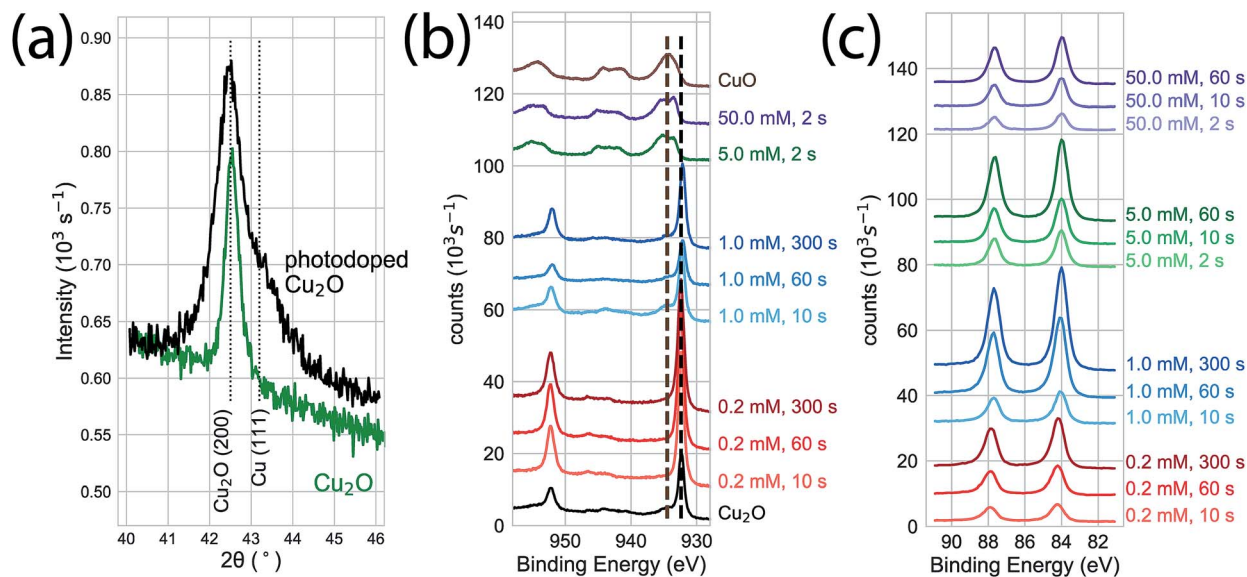 (a)
0.90
0.85
0.80
0.75
0.70
0.65
0.60
0.55
0.50
Intensity (10³ s⁻¹)
photodoped
Cu₂O
Cu₂O (200)
Cu (111)
Cu₂O
40 41 42 43 44 45 46
2θ (°)
(b)
140
120
100
80
60
40
20
0
counts (10³s⁻¹)
CuO
50.0 mM, 2 s
5.0 mM, 2 s
1.0 mM, 300 s
1.0 mM, 60 s
1.0 mM, 10 s
0.2 mM, 300 s
0.2 mM, 60 s
0.2 mM, 10 s
Cu₂O
950 940 930
Binding Energy (eV)
(c)
140
120
100
80
60
40
20
0
counts (10³s⁻¹)
50.0 mM, 60 s
50.0 mM, 10 s
50.0 mM, 2 s
5.0 mM, 60 s
5.0 mM, 10 s
5.0 mM, 2 s
1.0 mM, 300 s
1.0 mM, 60 s
1.0 mM, 10 s
0.2 mM, 300 s
0.2 mM, 60 s
0.2 mM, 10 s
90 88 86 84 82
Binding Energy (eV)